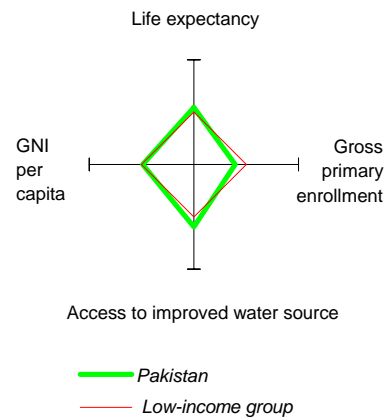 Life expectancy
GNI
per
capita
Gross
primary
enrollment
Access to improved water source
Pakistan
Low-income group